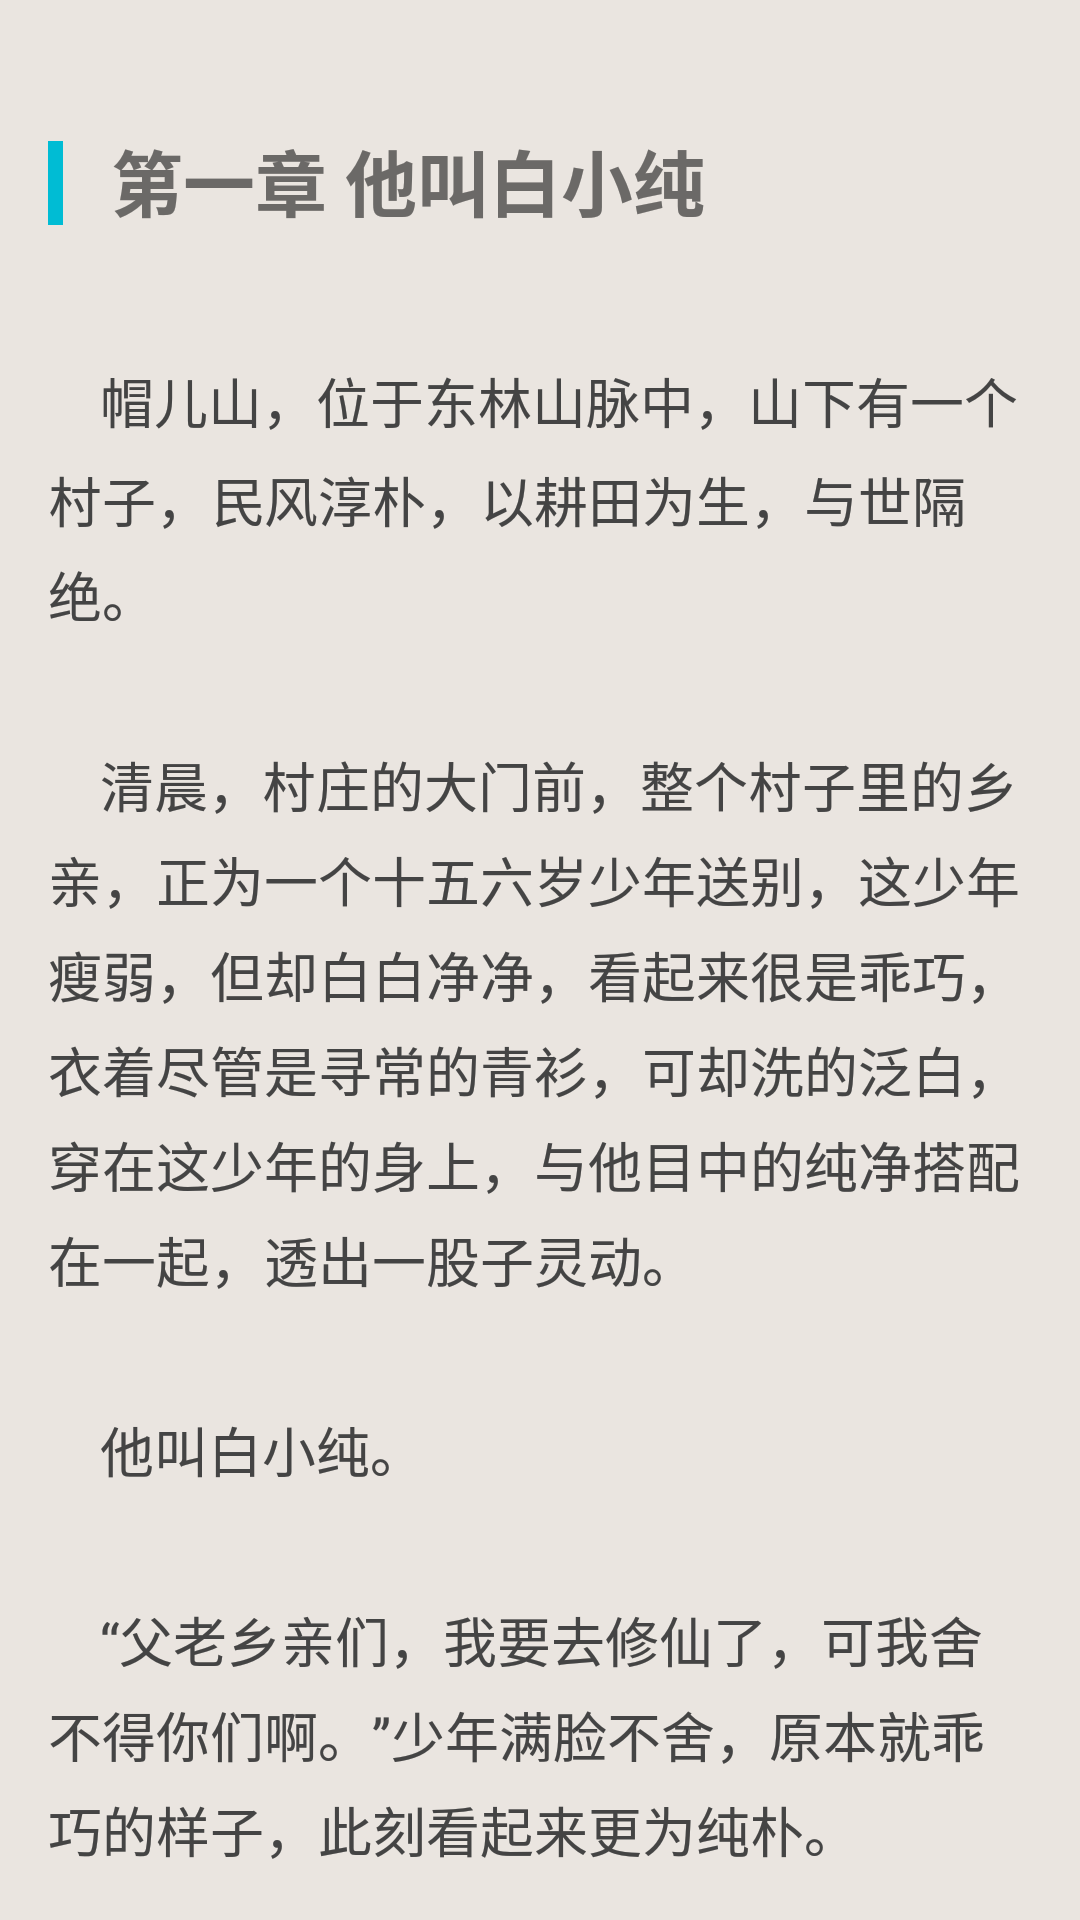 第一章 他叫白小纯
帽儿山，位于东林山脉中，山下有一个
村子，民风淳朴，以耕田为生，与世隔
绝。
清晨，村庄的大门前，整个村子里的乡
亲，正为一个十五六岁少年送别，这少年
瘦弱，但却白白净净，看起来很是乖巧，
衣着尽管是寻常的青衫，可却洗的泛白，
穿在这少年的身上，与他目中的纯净搭配
在一起，透出一股子灵动。
他叫白小纯。
“父老乡亲们，我要去修仙了，可我舍
不得你们啊。”少年满脸不舍，原本就乖
巧的样子，此刻看起来更为纯朴。